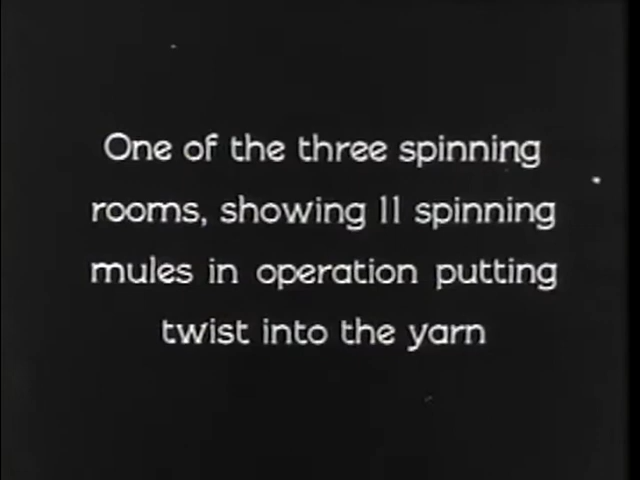 One of the three spinning
rooms, showing 11 spinning
mules in operation putting
twist into the yarn